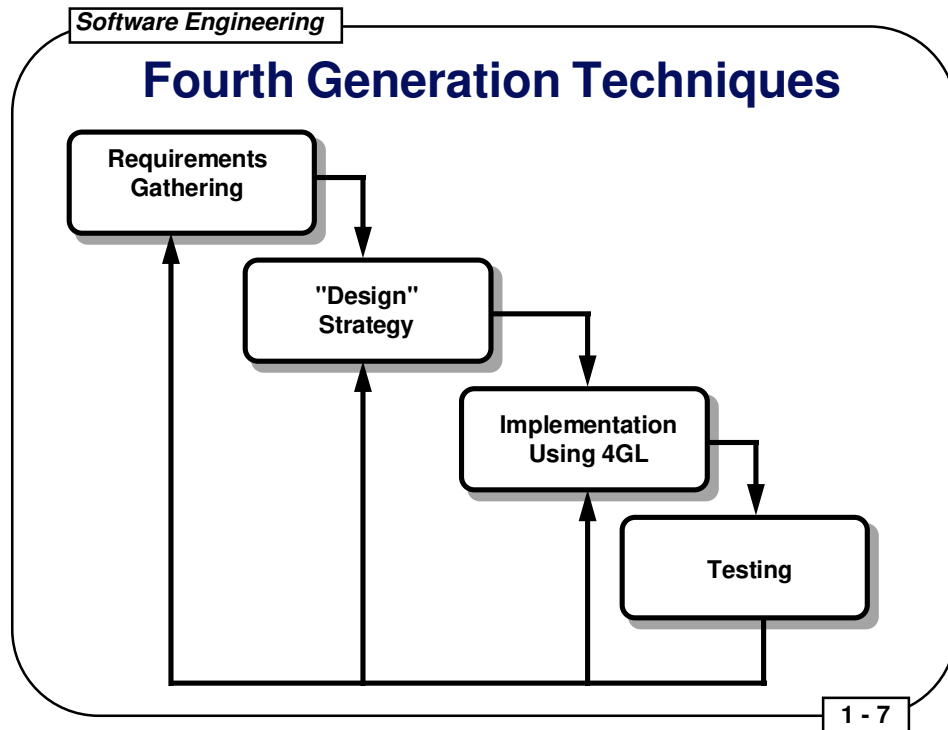 Software Engineering
Fourth Generation Techniques
Requirements
Gathering
"Design"
Strategy
Implementation
Using 4GL
Testing
1 - 7